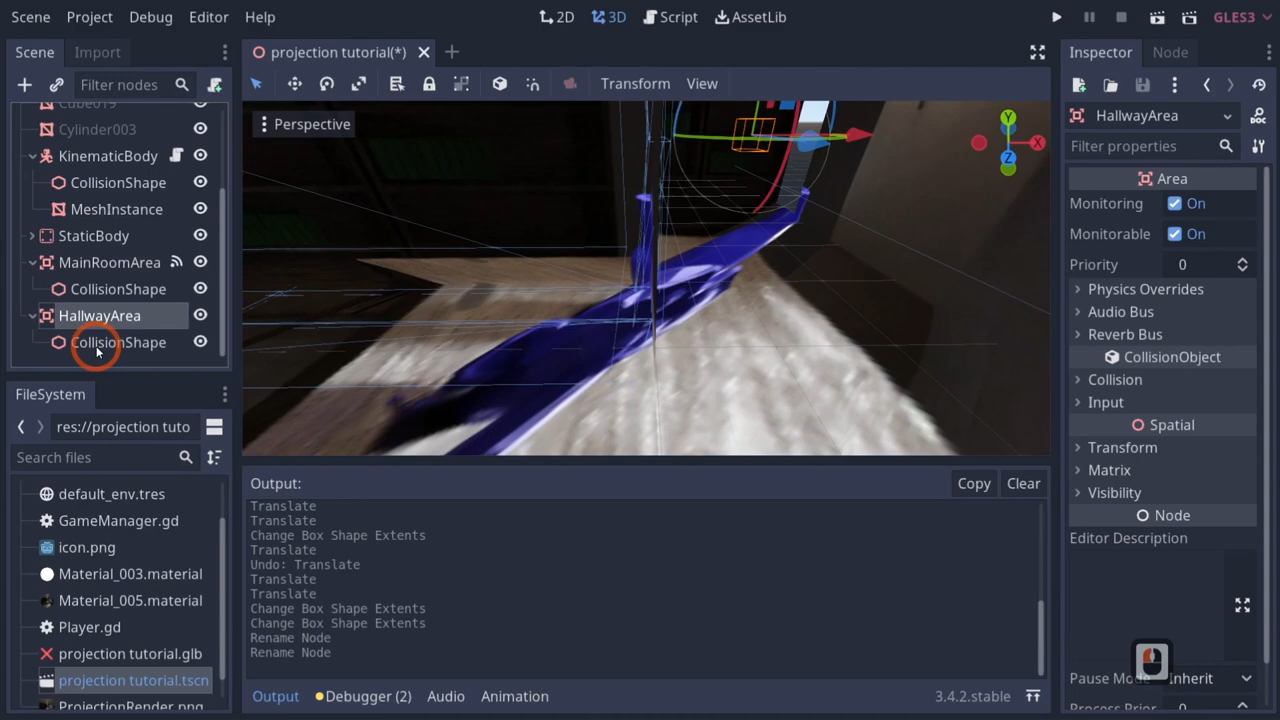 Scene Project Debug Editor Help 2D 3D Script AssetLib GLES3
Scene Import projection tutorial(*) Inspector Node
Filter nodes Transform View
Cube019
Cylinder003
KinematicBody
CollisionShape
MeshInstance
StaticBody
MainRoomArea
CollisionShape
HallwayArea
CollisionShape
Perspective
Y
X
Z
FileSystem
res://projection tuto
Search files
default_env.tres
GameManager.gd
icon.png
Material_003.material
Material_005.material
Player.gd
projection tutorial.glb
projection tutorial.tscn
ProjectionRender.png
Output: Copy Clear
Translate
Translate
Change Box Shape Extents
Translate
Undo: Translate
Translate
Translate
Change Box Shape Extents
Change Box Shape Extents
Rename Node
Rename Node
Output Debugger (2) Audio Animation 3.4.2.stable
HallwayArea
Filter properties
Area
Monitoring On
Monitorable On
Priority 0
Physics Overrides
Audio Bus
Reverb Bus
CollisionObject
Collision
Input
Spatial
Transform
Matrix
Visibility
Node
Editor Description
Pause Mode Inherit
Process Prior 0